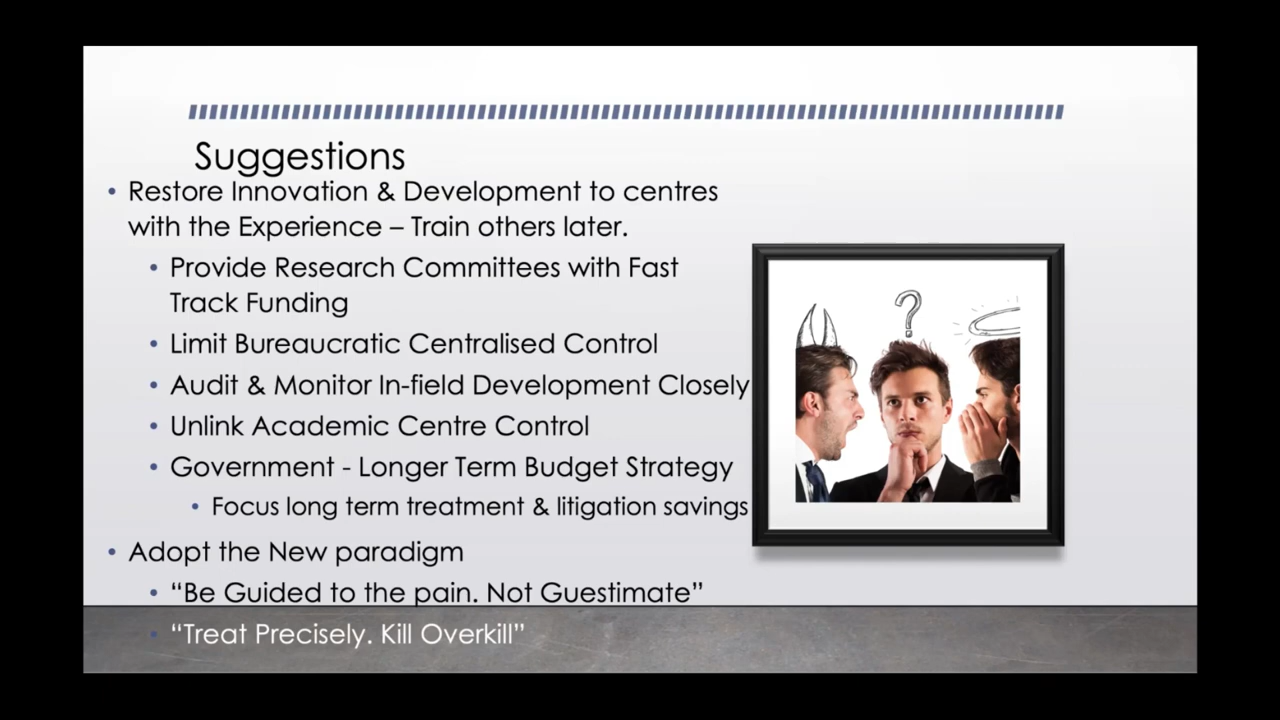 Suggestions
• Restore Innovation & Development to centres
with the Experience – Train others later.
• Provide Research Committees with Fast
Track Funding
• Limit Bureaucratic Centralised Control
• Audit & Monitor In-field Development Closely
• Unlink Academic Centre Control
• Government - Longer Term Budget Strategy
• Focus long term treatment & litigation savings
• Adopt the New paradigm
• “Be Guided to the pain. Not Guestimate”
• “Treat Precisely. Kill Overkill”
?